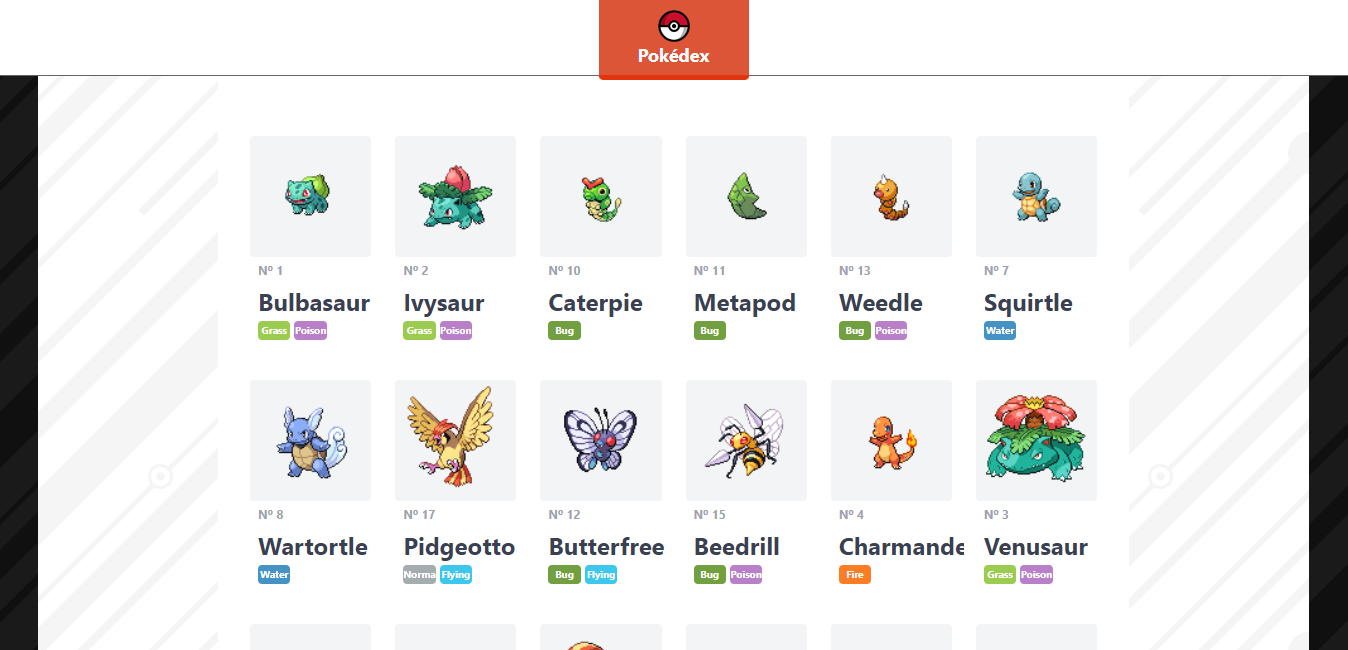 Pokédex
Nº 1
Nº 2
Nº 10
Nº 11
Nº 13
Nº 7
Bulbasaur
Ivysaur
Caterpie
Metapod
Weedle
Squirtle
Grass Poison
Grass Poison
Bug
Bug
Bug Poison
Water
Nº 8
Nº 17
Nº 12
Nº 15
Nº 4
Nº 3
Wartortle
Pidgeotto
Butterfree
Beedrill
Charmande
Venusaur
Water
Norma Flying
Bug Flying
Bug Poison
Fire
Grass Poison